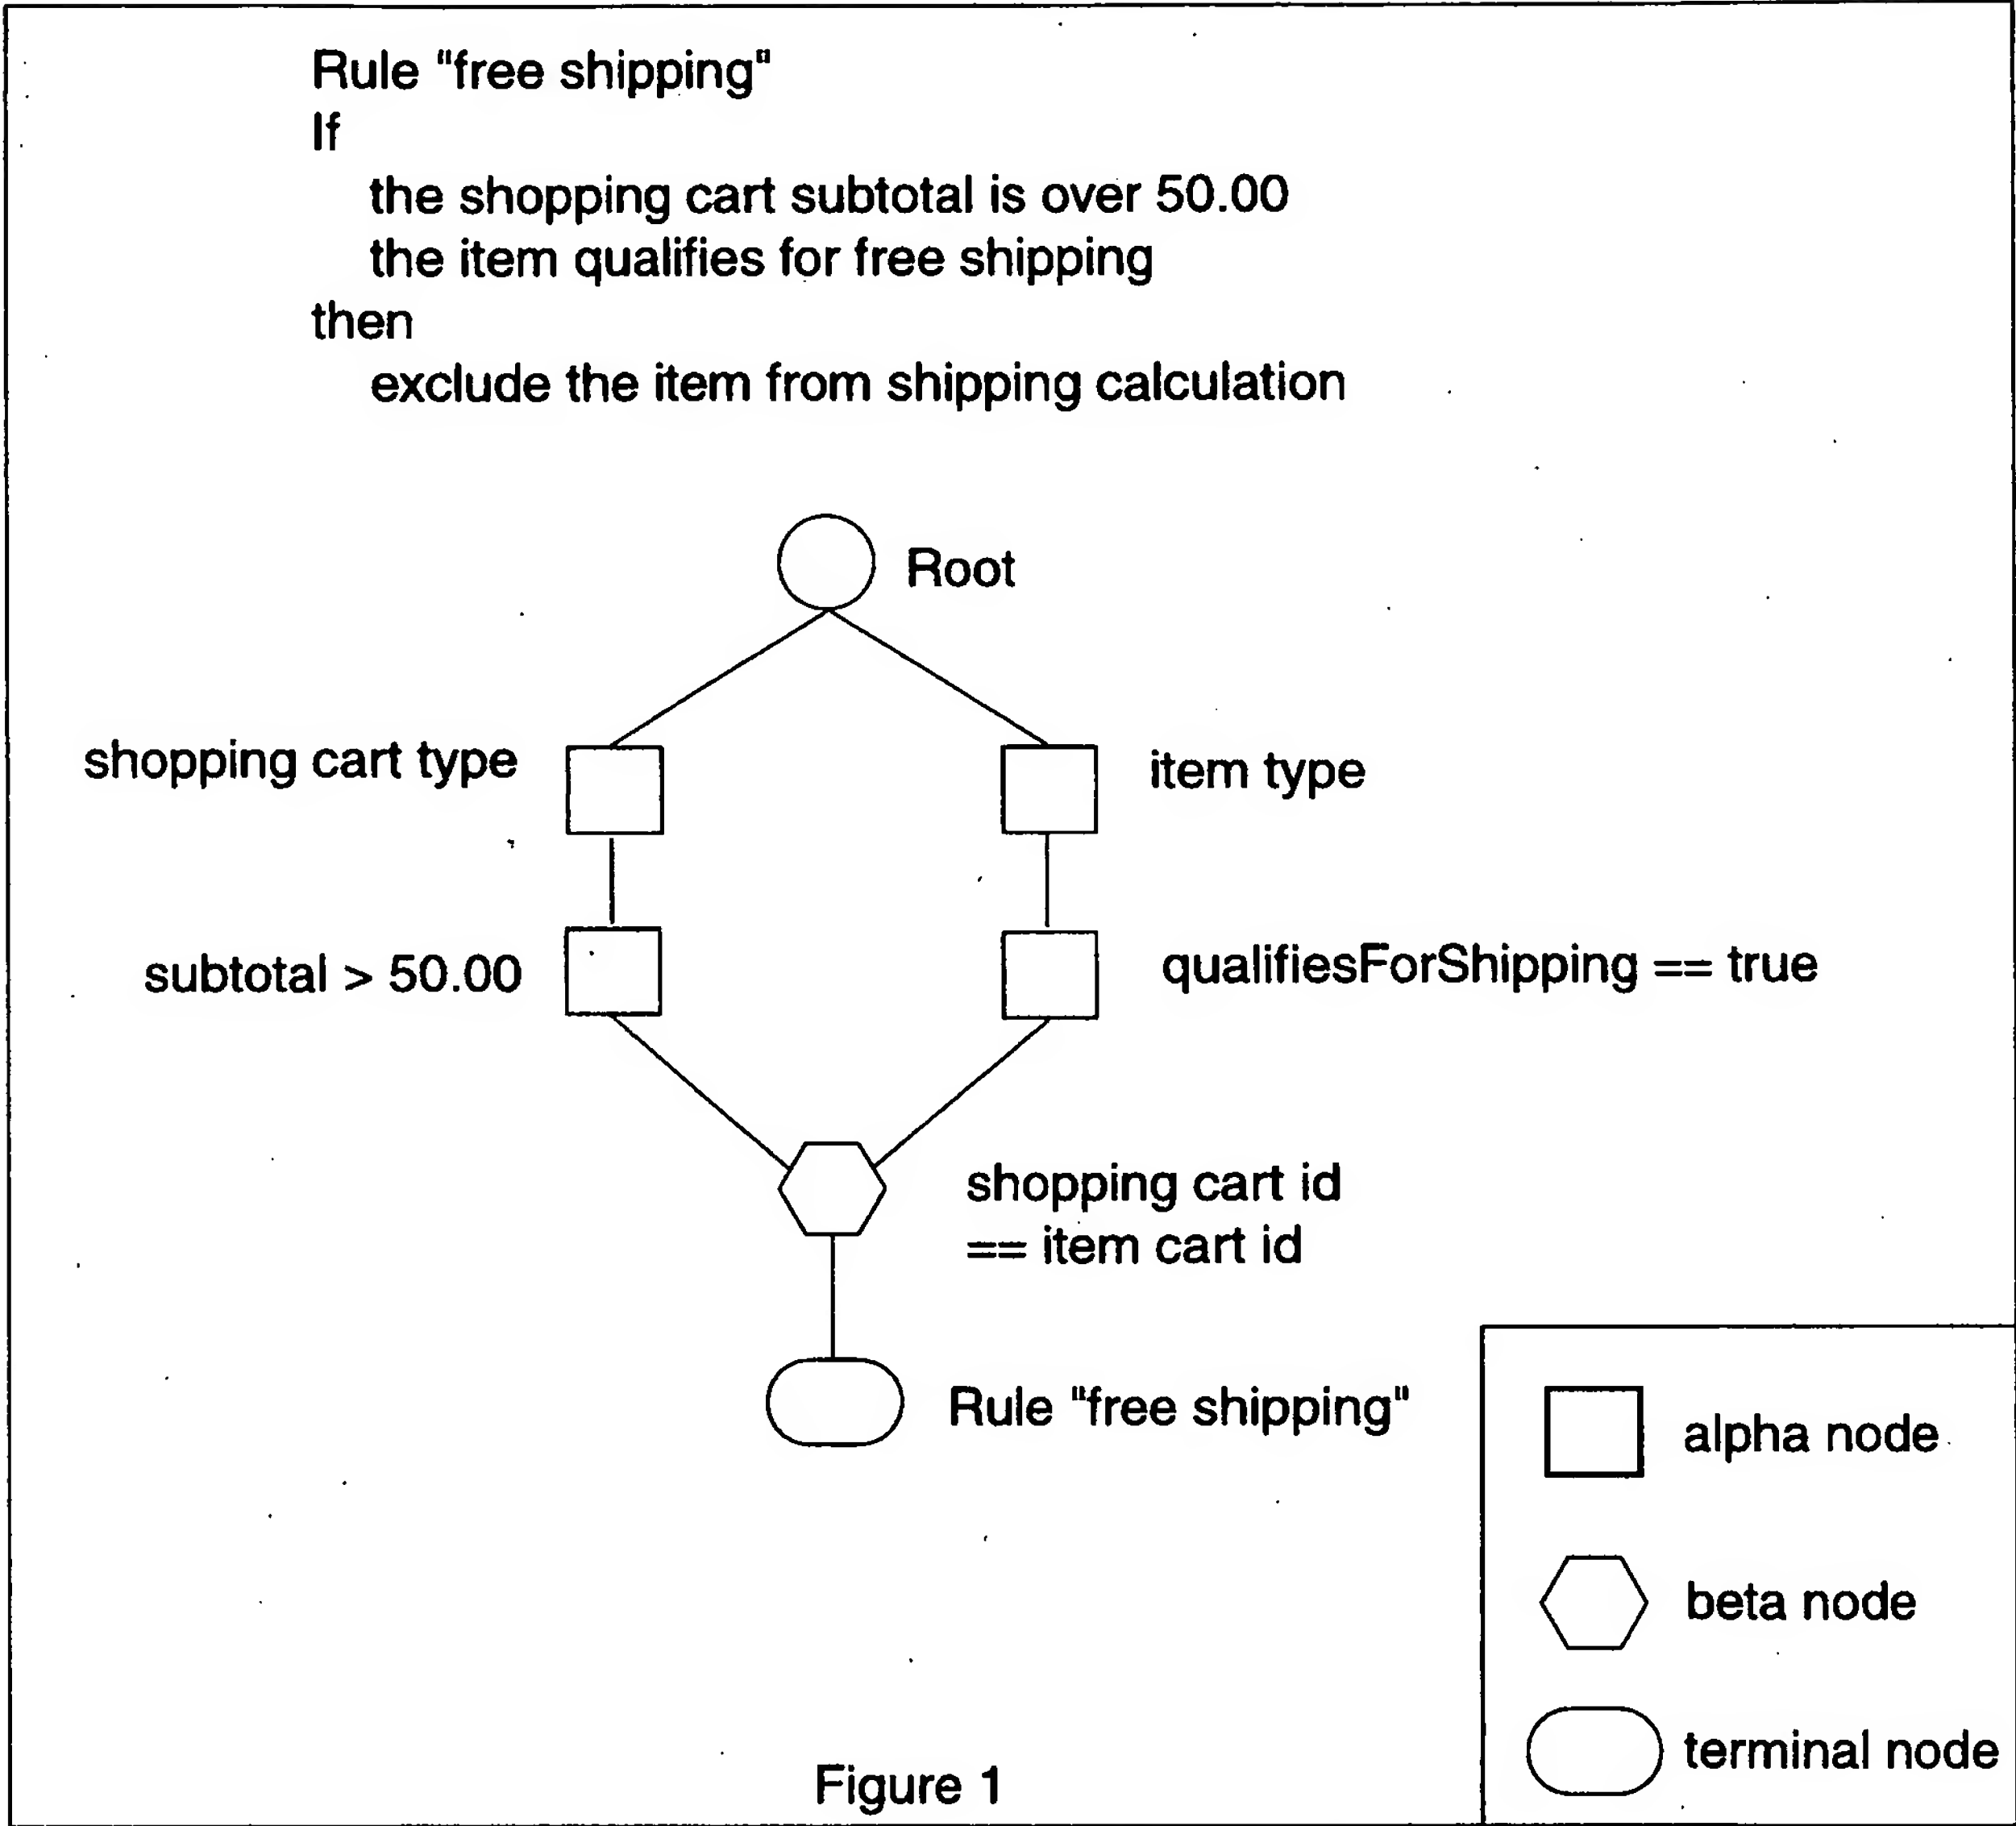 Rule "free shipping"
If
the shopping cart subtotal is over 50.00
the item qualifies for free shipping
then
exclude the item from shipping calculation
Root
shopping cart type
item type
subtotal > 50.00
qualifiesForShipping == true
shopping cart id
== item cart id
Rule "free shipping"
alpha node
beta node
terminal node
Figure 1